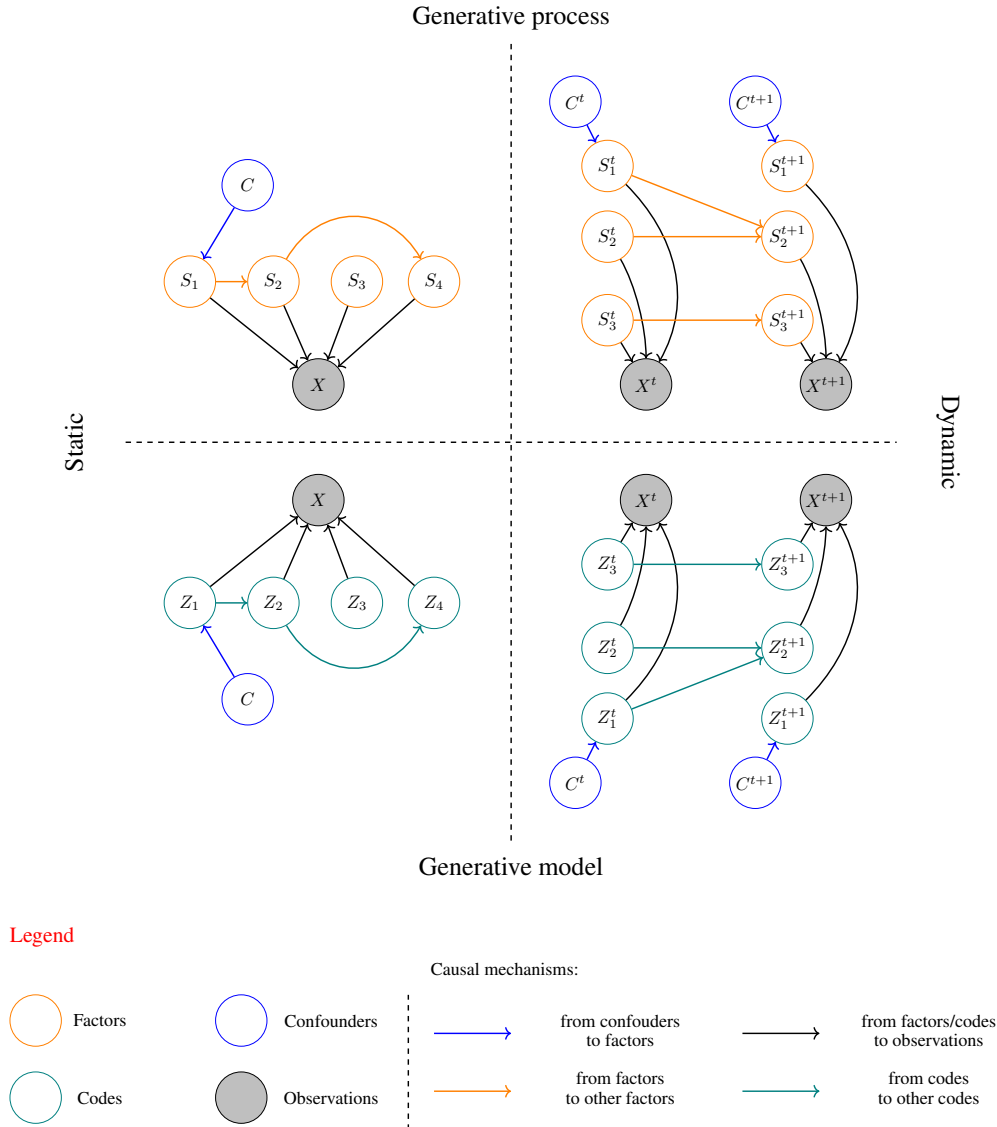 Generative process
C^t
C^{t+1}
S_1^t
S_1^{t+1}
C
S_2^t
S_2^{t+1}
S_1
S_2
S_3
S_4
S_3^t
S_3^{t+1}
X
X^t
X^{t+1}
Static
Dynamic
X
X^t
X^{t+1}
Z_3^t
Z_3^{t+1}
Z_1
Z_2
Z_3
Z_4
Z_2^t
Z_2^{t+1}
C
Z_1^t
Z_1^{t+1}
C^t
C^{t+1}
Generative model
Legend
Causal mechanisms:
Factors
Confounders
from confouders
to factors
from factors/codes
to observations
Codes
Observations
from factors
to other factors
from codes
to other codes